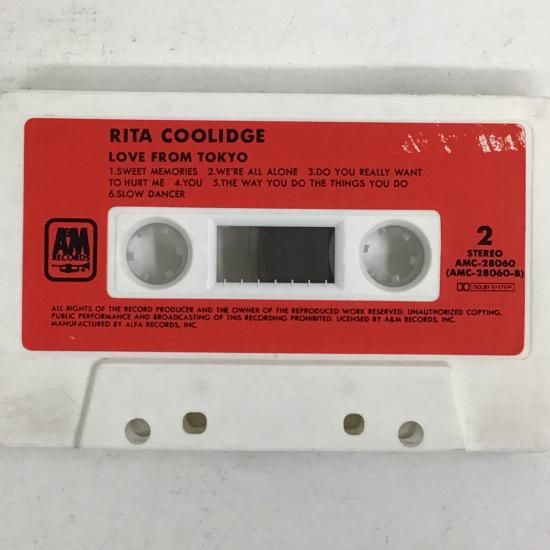 RITA COOLIDGE
LOVE FROM TOKYO
1.SWEET MEMORIES 2.WE'RE ALL ALONE 3.DO YOU REALLY WANT
TO HURT ME 4.YOU 5.THE WAY YOU DO THE THINGS YOU DO
6.SLOW DANCER
A&M
RECORDS
2
STEREO
AMC-28060
(AMC-28060-B)
DOLBY SYSTEM
ALL RIGHTS OF THE RECORD PRODUCER AND THE OWNER OF THE REPRODUCED WORK RESERVED. UNAUTHORIZED COPYING,
PUBLIC PERFORMANCE AND BROADCASTING OF THIS RECORDING PROHIBITED. LICENSED BY A&M RECORDS, INC.
MANUFACTURED BY ALFA RECORDS, INC.